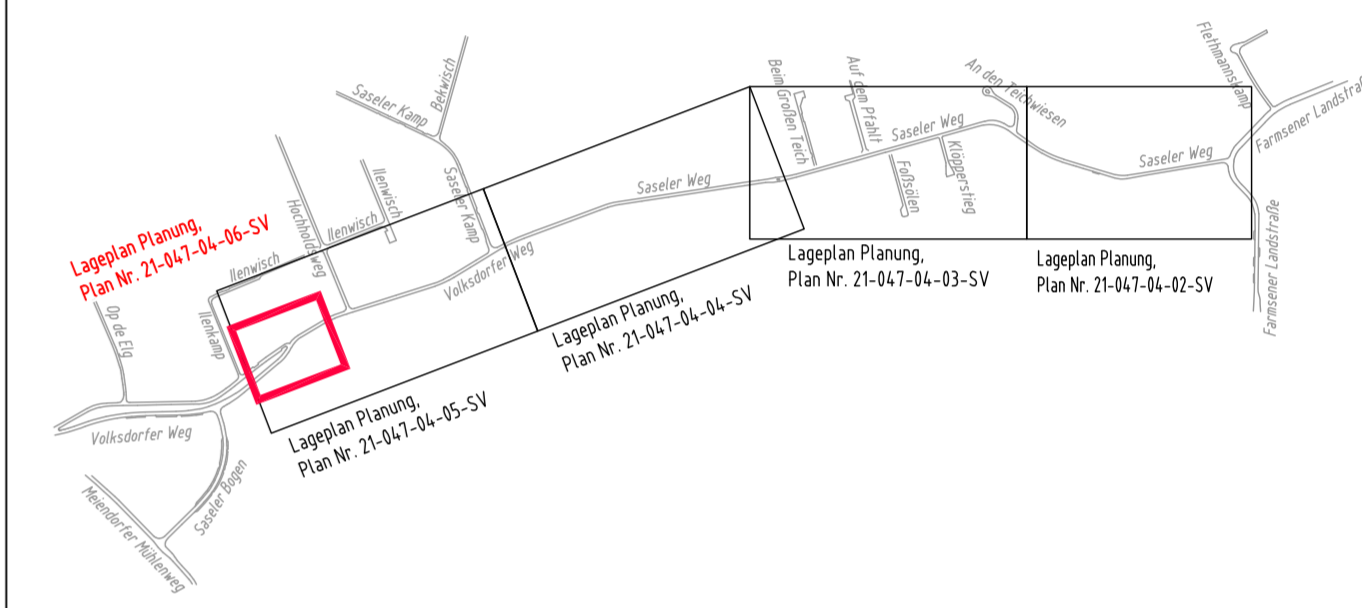 Flethmannskamp
Farmsener Landstraß
Farmsener Landstraße
Saseler Weg
An den Teichwiesen
Saseler Weg
Auf dem Pfahlt
Beim Großen Teich
Foßsölen
Klöpperstieg
Saseler Weg
Bekwisch
Saseler Kamp
Saseler Kamp
Ilenwisch
Ilenwisch
Hochholdsweg
Ilenwisch
Ilenkamp
Volksdorfer Weg
Op de Elg
Volksdorfer Weg
Saseler Bogen
Meiendorfer Mühlenweg
Lageplan Planung,
Plan Nr. 21-047-04-06-SV
Lageplan Planung,
Plan Nr. 21-047-04-05-SV
Lageplan Planung,
Plan Nr. 21-047-04-04-SV
Lageplan Planung,
Plan Nr. 21-047-04-03-SV
Lageplan Planung,
Plan Nr. 21-047-04-02-SV